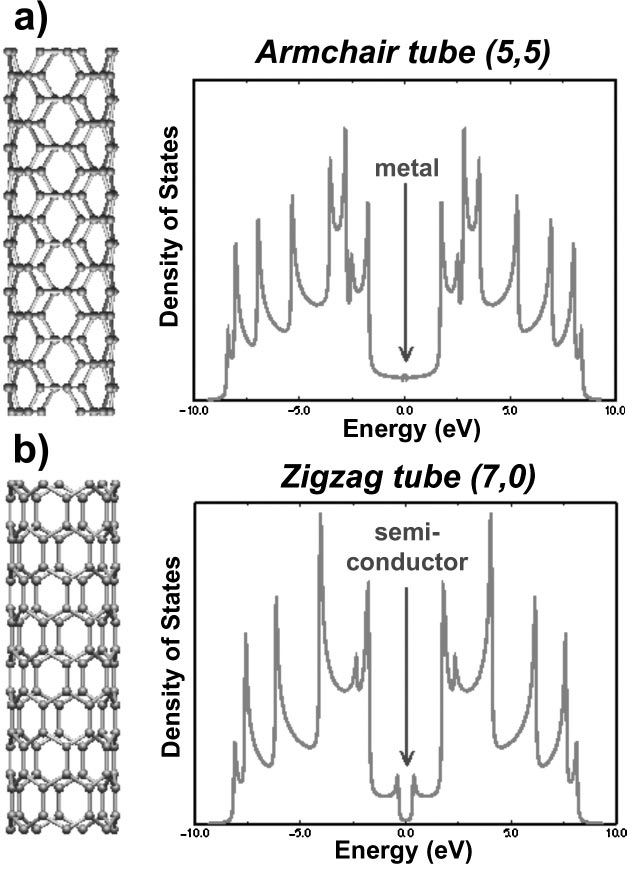 a)
Armchair tube (5,5)
Density of States
metal
-10.0 -5.0 0.0 5.0 10.0
Energy (eV)
b)
Zigzag tube (7,0)
Density of States
semi-
conductor
-10.0 -5.0 0.0 5.0 10.0
Energy (eV)